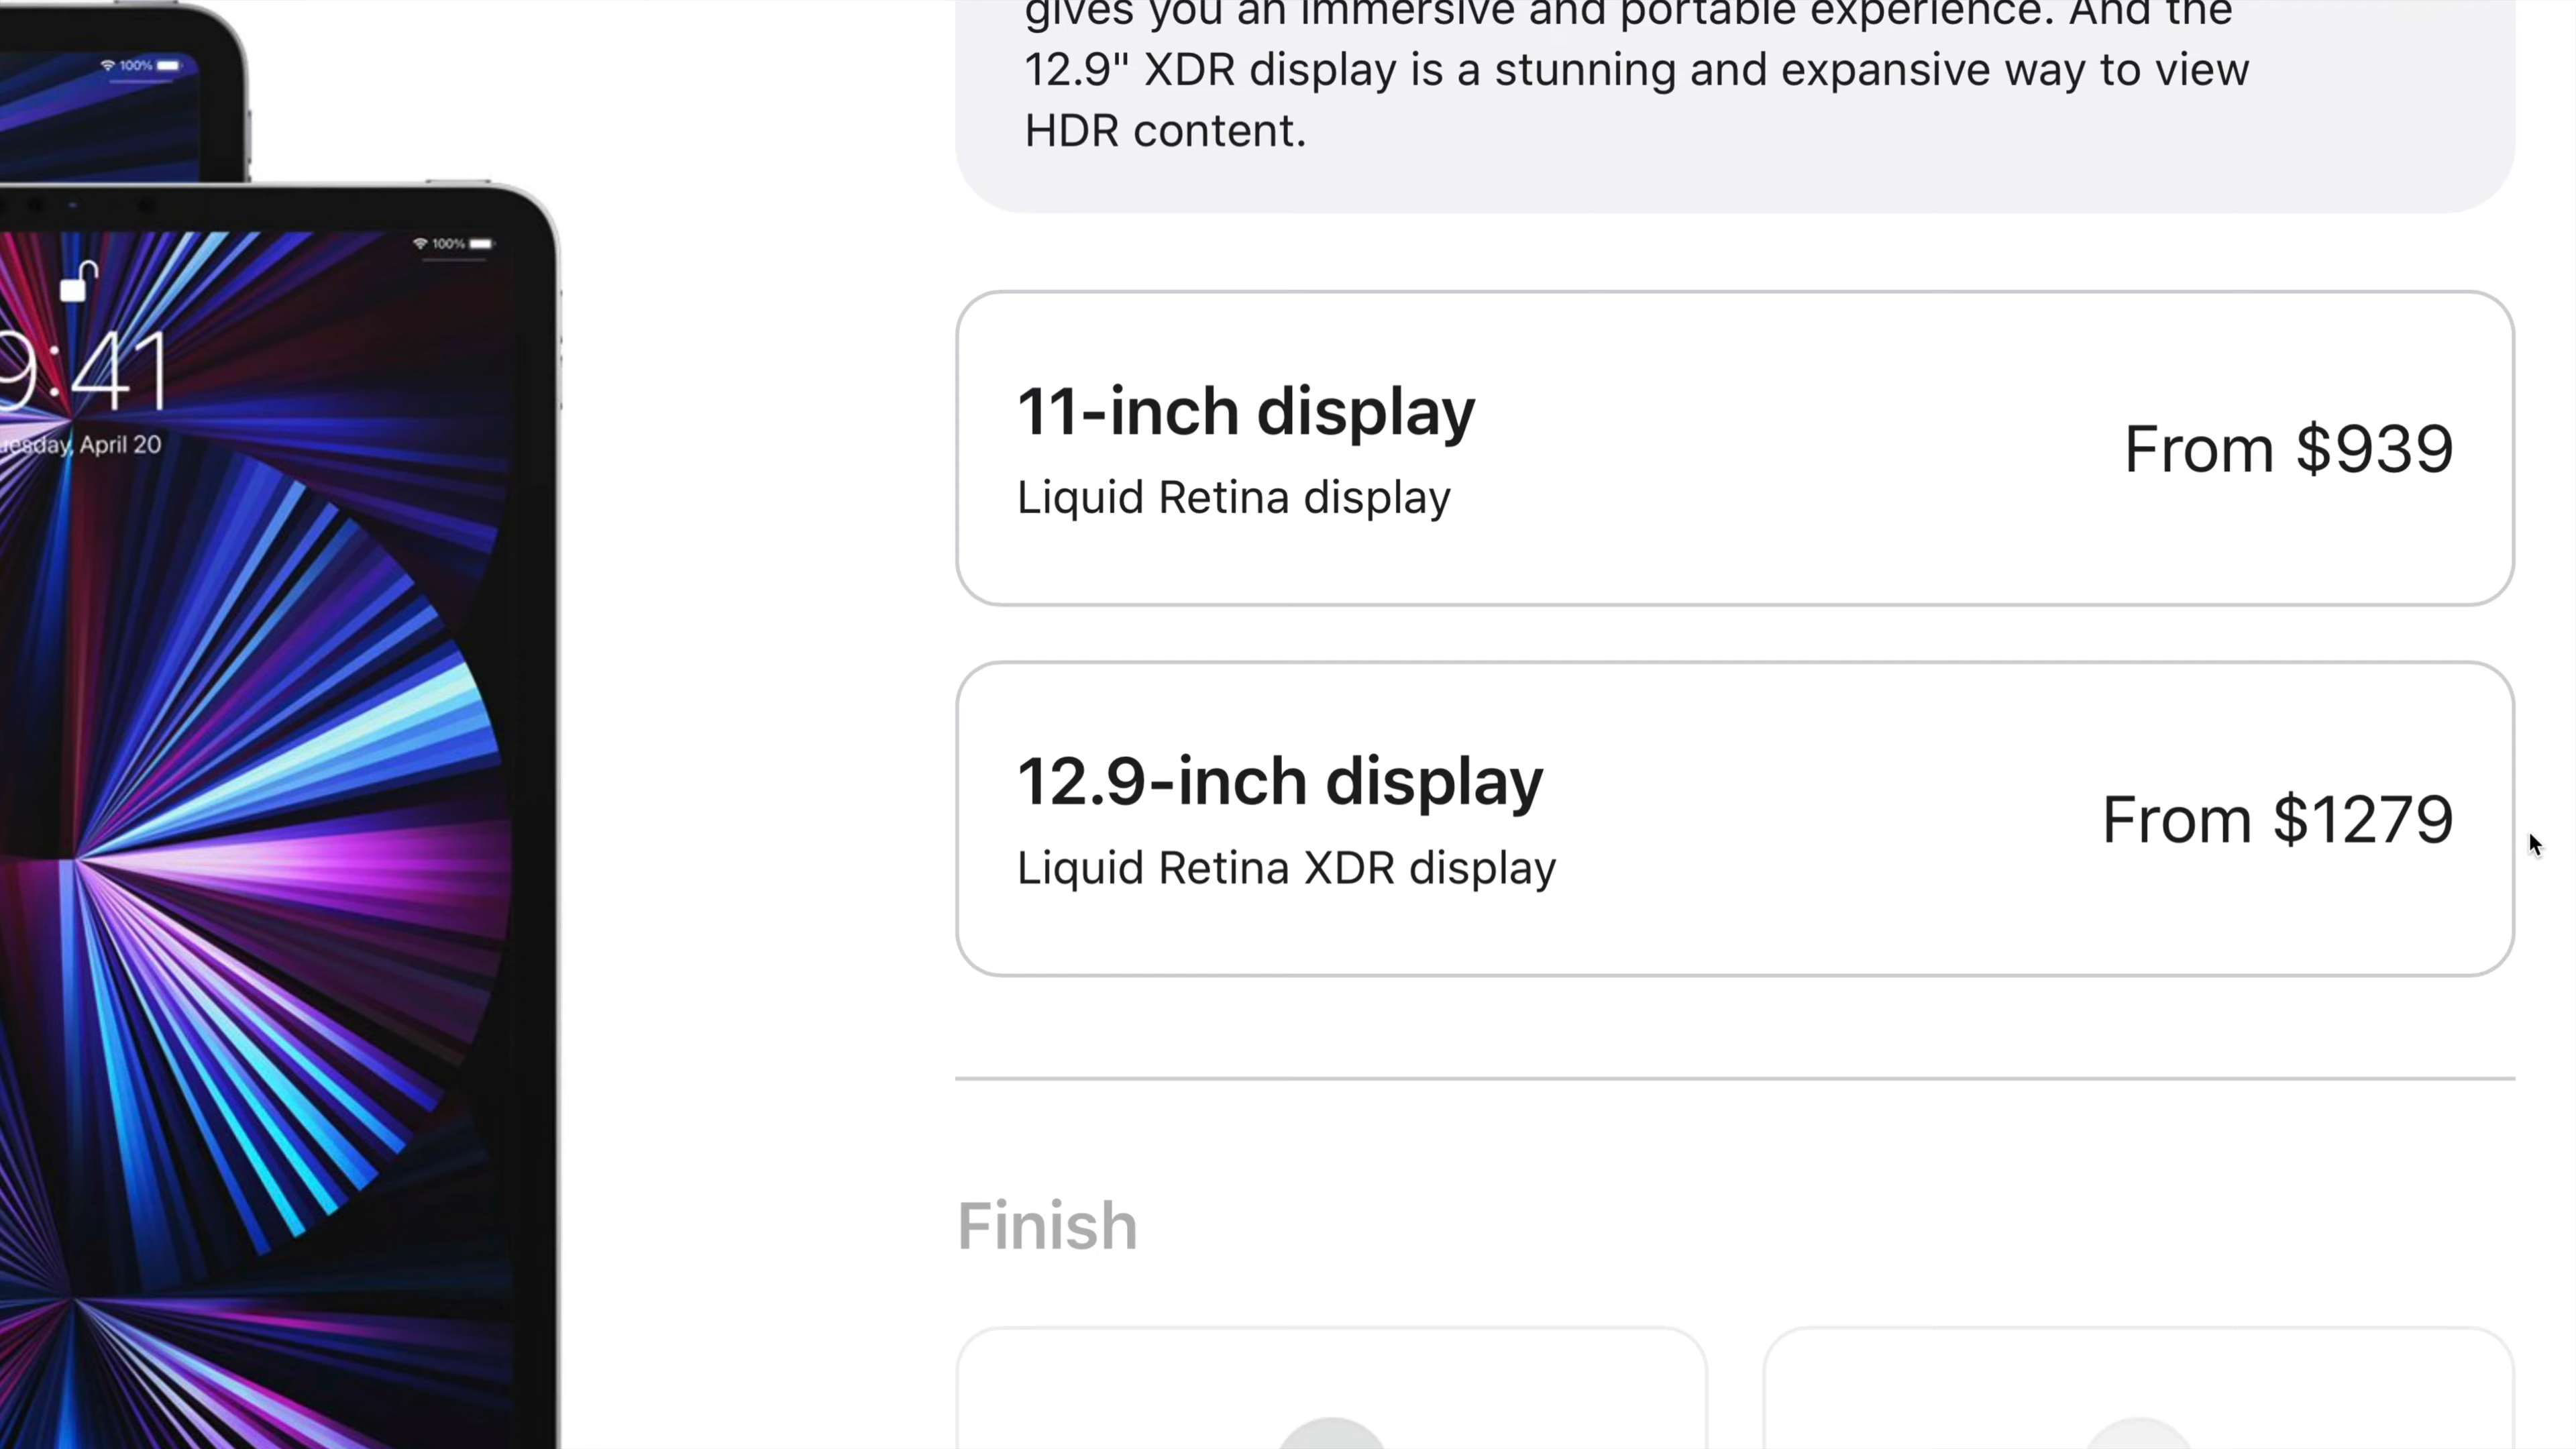 100%
100%
9:41
April 20
gives you an immersive and portable experience. And the
12.9" XDR display is a stunning and expansive way to view
HDR content.
11-inch display
Liquid Retina display
From $939
12.9-inch display
Liquid Retina XDR display
From $1279
Finish